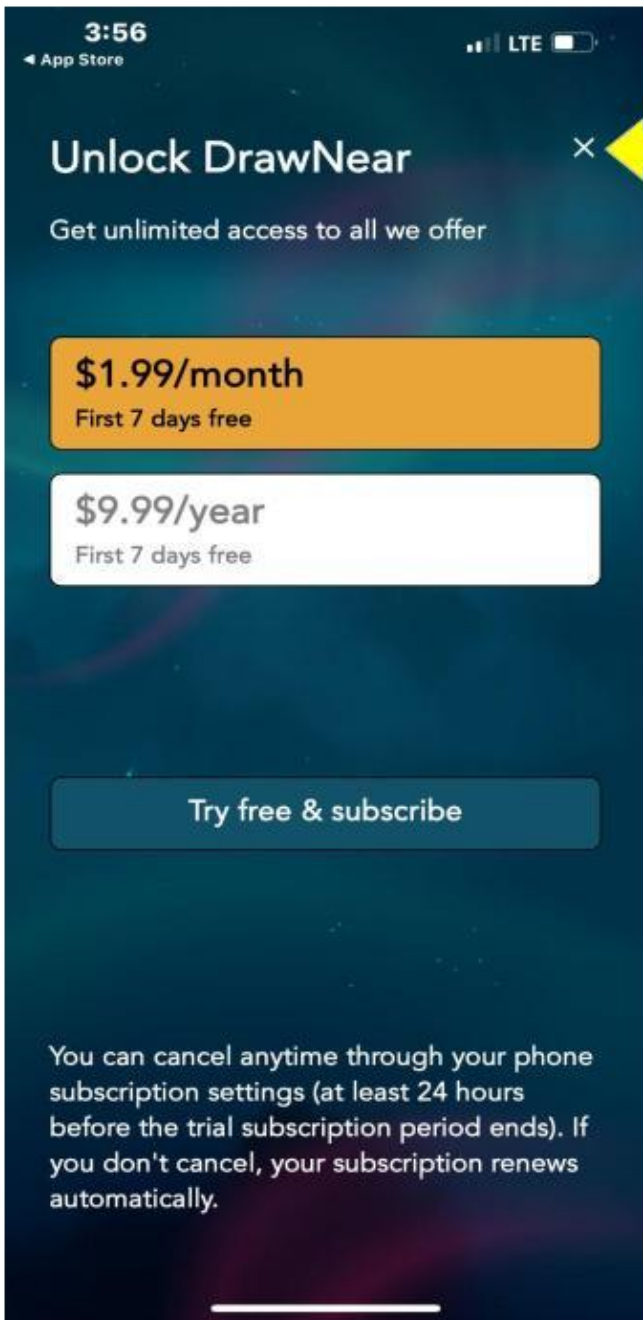 3:56
LTE
◀ App Store
Unlock DrawNear
Get unlimited access to all we offer
$1.99/month
First 7 days free
$9.99/year
First 7 days free
Try free & subscribe
You can cancel anytime through your phone
subscription settings (at least 24 hours
before the trial subscription period ends). If
you don't cancel, your subscription renews
automatically.